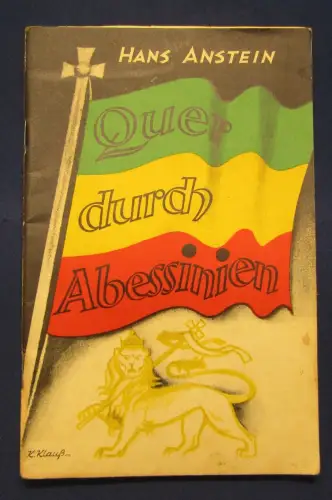 HANS ANSTEIN
Quer
durch
Abessinien
K. Klauß..